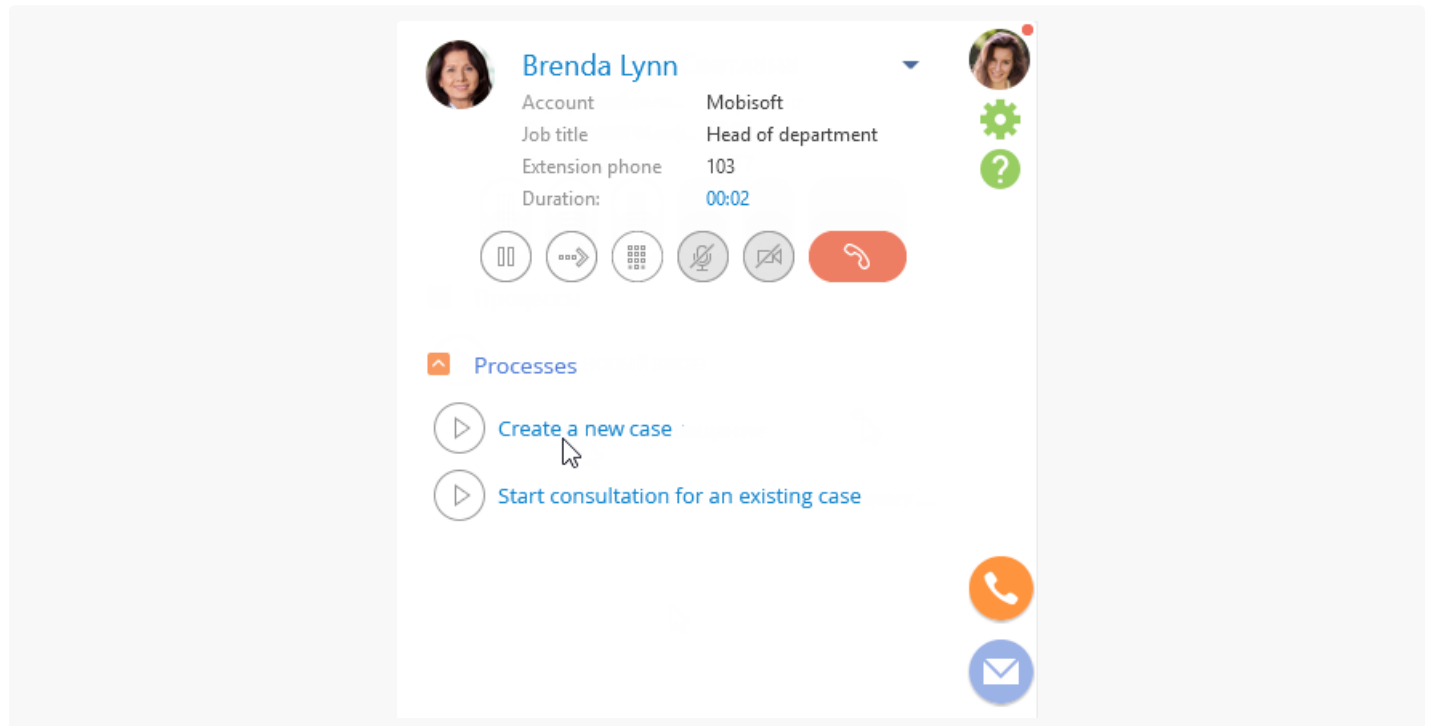 Brenda Lynn
Account Mobisoft
Job title Head of department
Extension phone 103
Duration: 00:02
Processes
Create a new case
Start consultation for an existing case